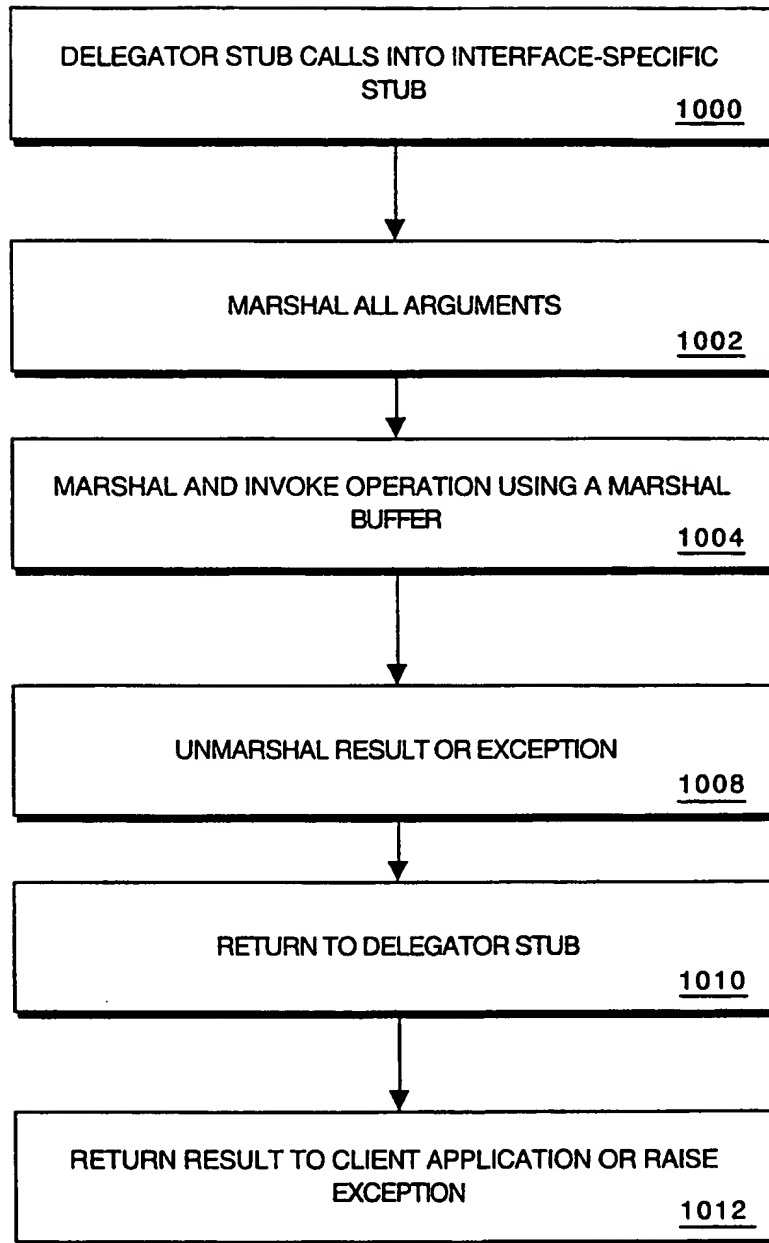 DELEGATOR STUB CALLS INTO INTERFACE-SPECIFIC
STUB
1000
MARSHAL ALL ARGUMENTS
1002
MARSHAL AND INVOKE OPERATION USING A MARSHAL
BUFFER
1004
UNMARSHAL RESULT OR EXCEPTION
1008
RETURN TO DELEGATOR STUB
1010
RETURN RESULT TO CLIENT APPLICATION OR RAISE
EXCEPTION
1012